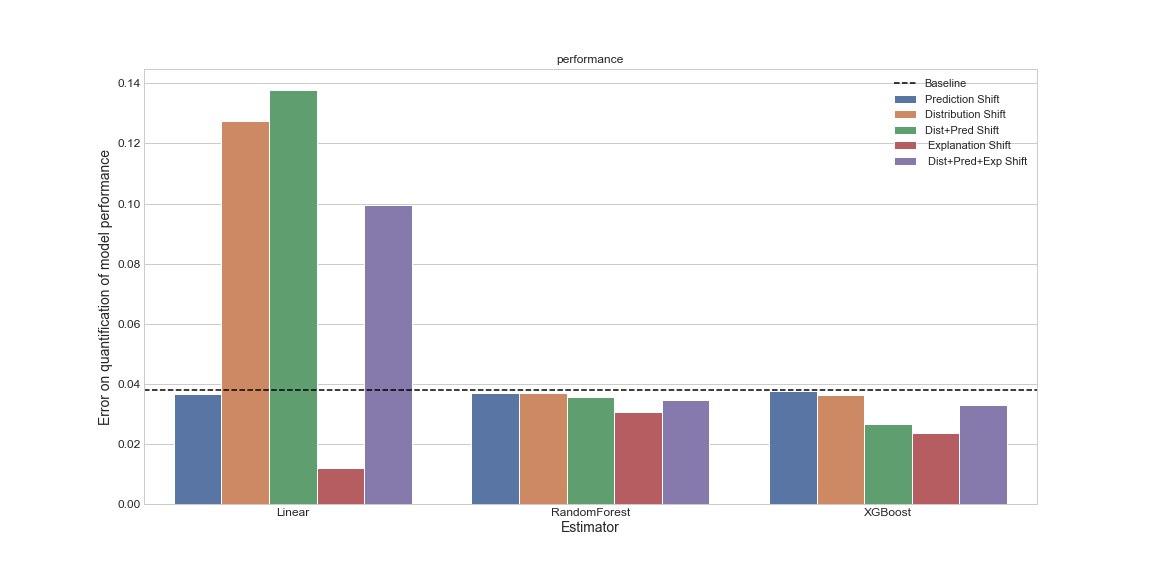 performance
Error on quantification of model performance
0.14
0.12
0.10
0.08
0.06
0.04
0.02
0.00
Baseline
Prediction Shift
Distribution Shift
Dist+Pred Shift
Explanation Shift
Dist+Pred+Exp Shift
Linear
RandomForest
XGBoost
Estimator